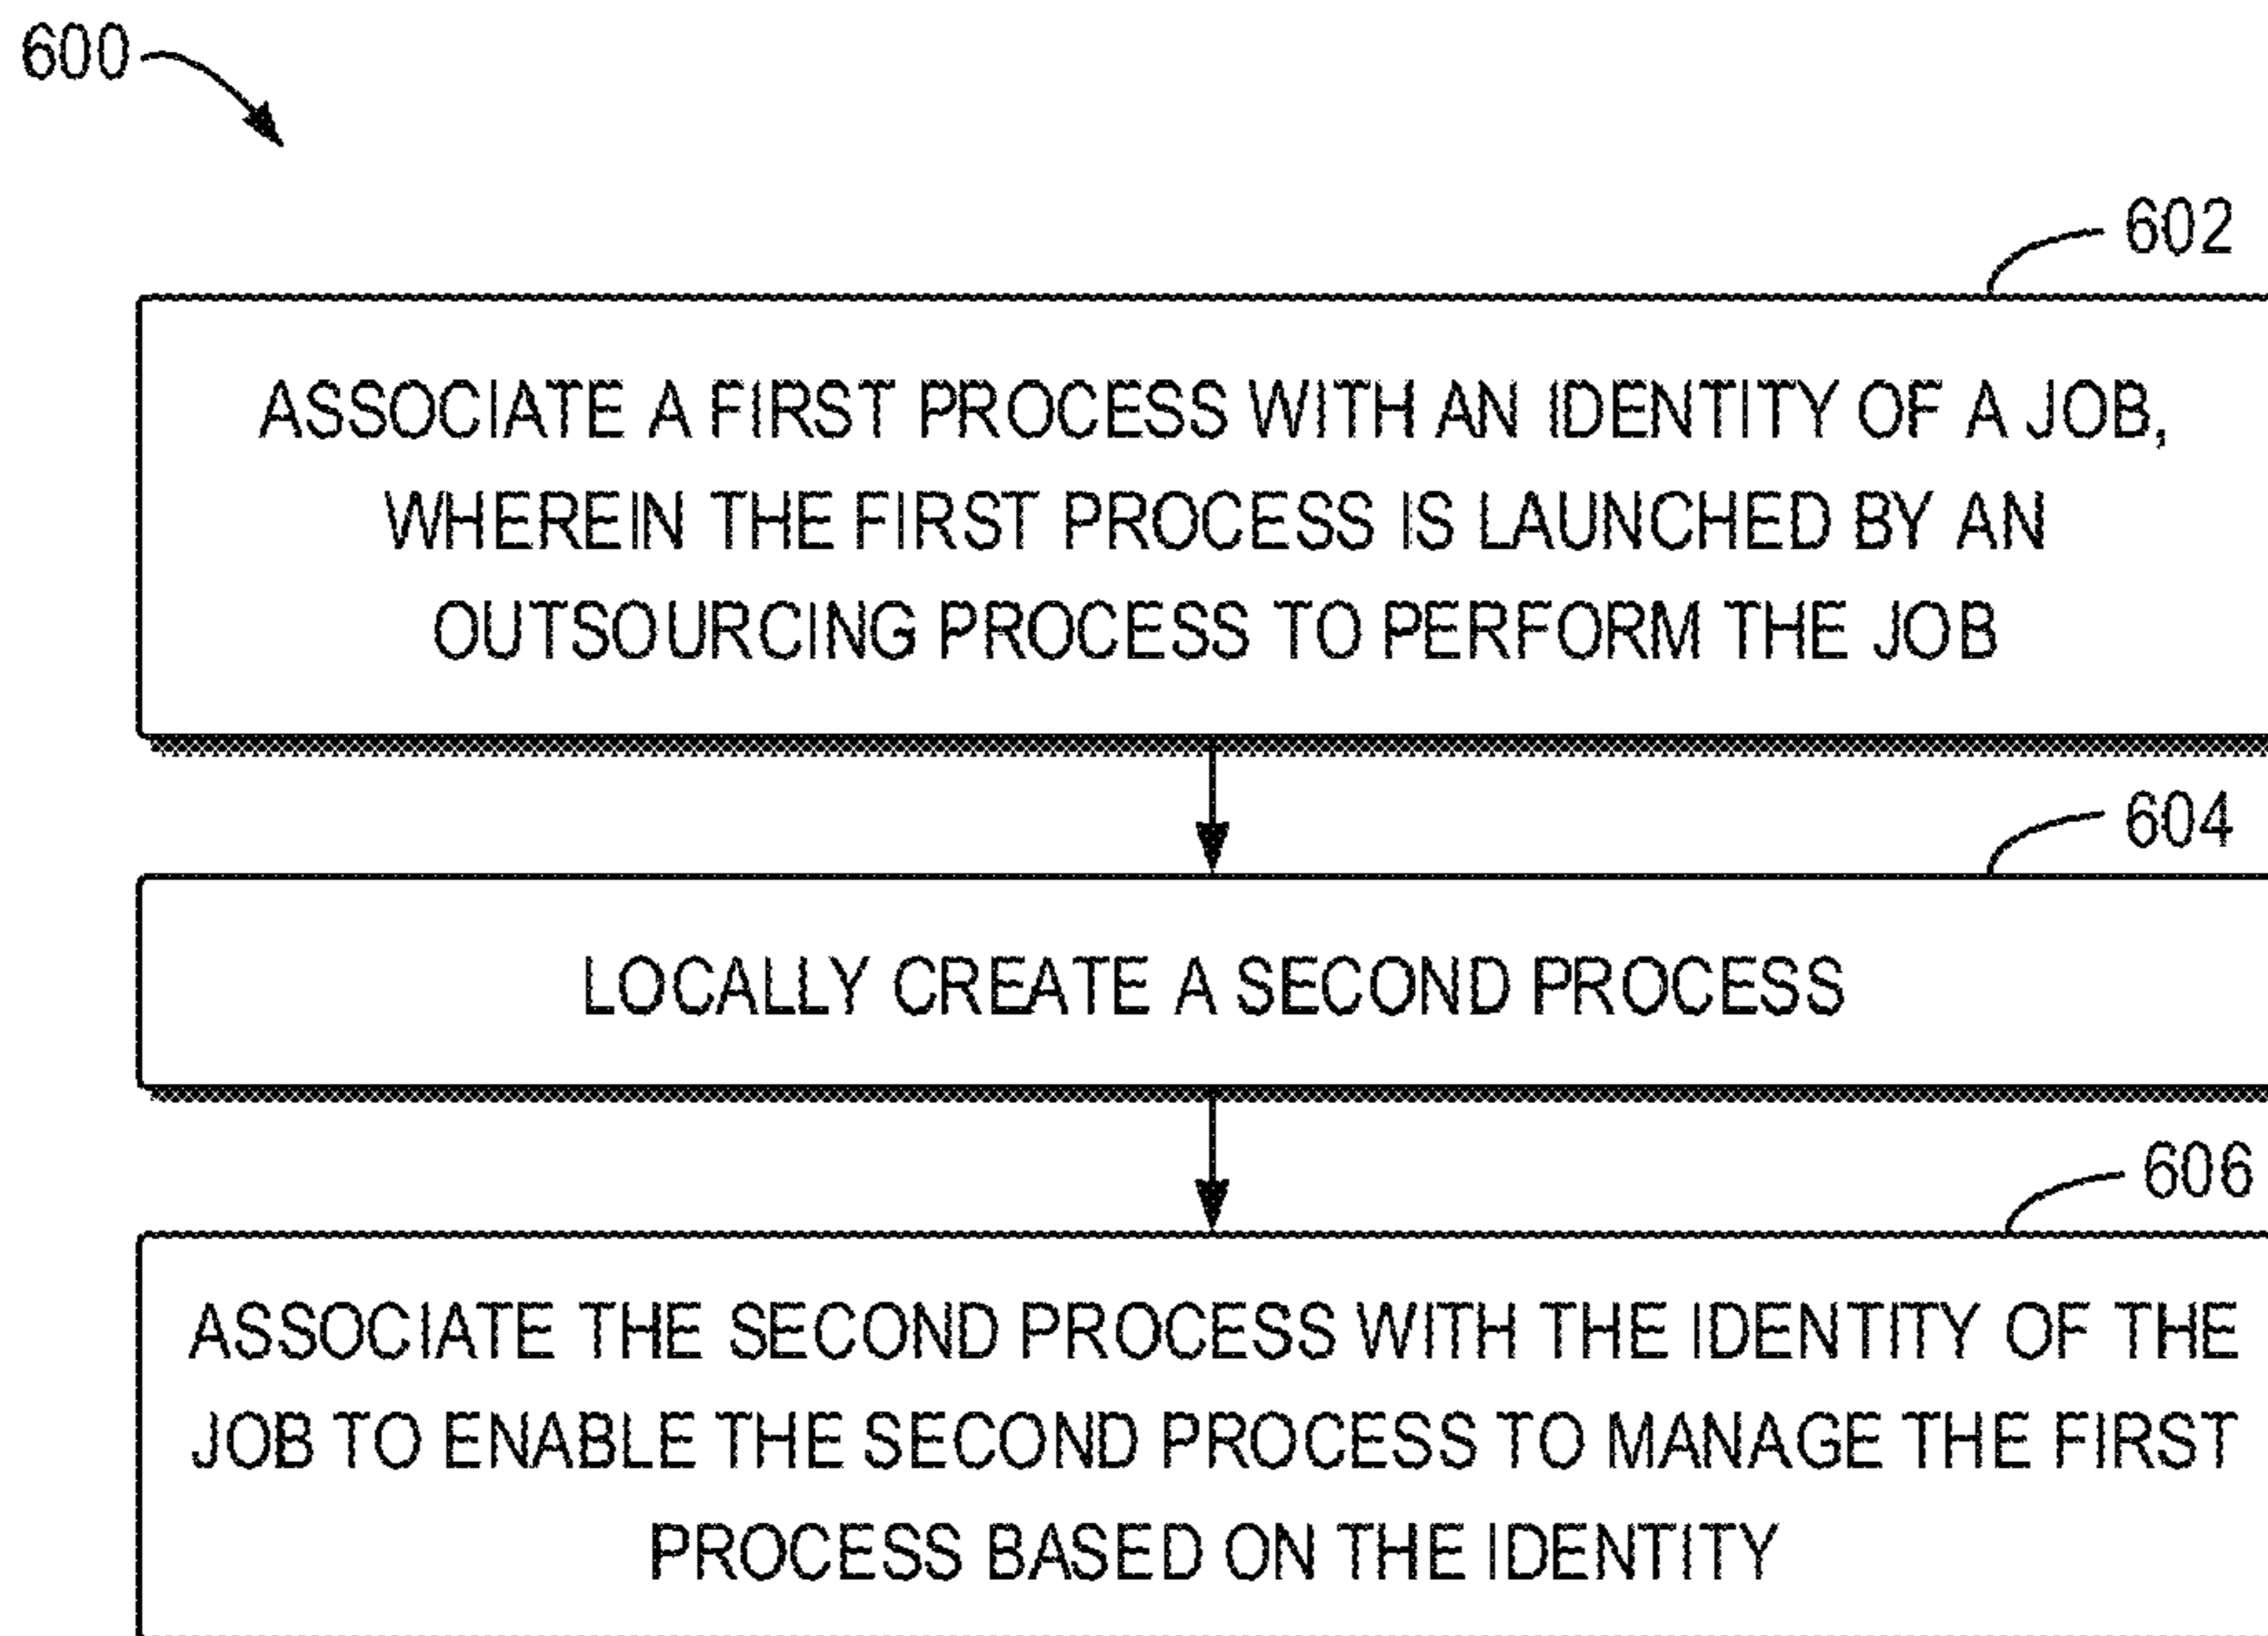 600
602
ASSOCIATE A FIRST PROCESS WITH AN IDENTITY OF A JOB,
WHEREIN THE FIRST PROCESS IS LAUNCHED BY AN
OUTSOURCING PROCESS TO PERFORM THE JOB
604
LOCALLY CREATE A SECOND PROCESS
606
ASSOCIATE THE SECOND PROCESS WITH THE IDENTITY OF THE
JOB TO ENABLE THE SECOND PROCESS TO MANAGE THE FIRST
PROCESS BASED ON THE IDENTITY